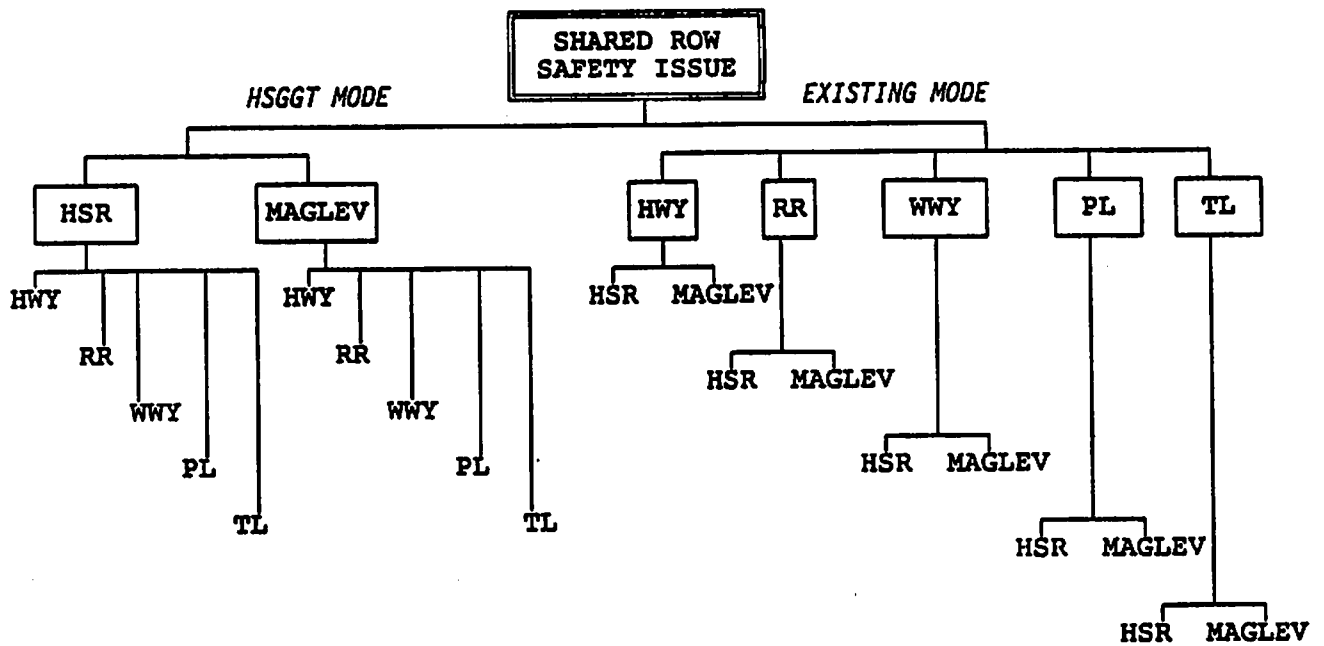 SHARED ROW
SAFETY ISSUE
HSGGT MODE
EXISTING MODE
HSR
MAGLEV
HWY
RR
WWY
PL
TL
HWY
RR
WWY
PL
TL
HWY
RR
WWY
PL
TL
HSR MAGLEV
HSR MAGLEV
HSR MAGLEV
HSR MAGLEV
HSR MAGLEV